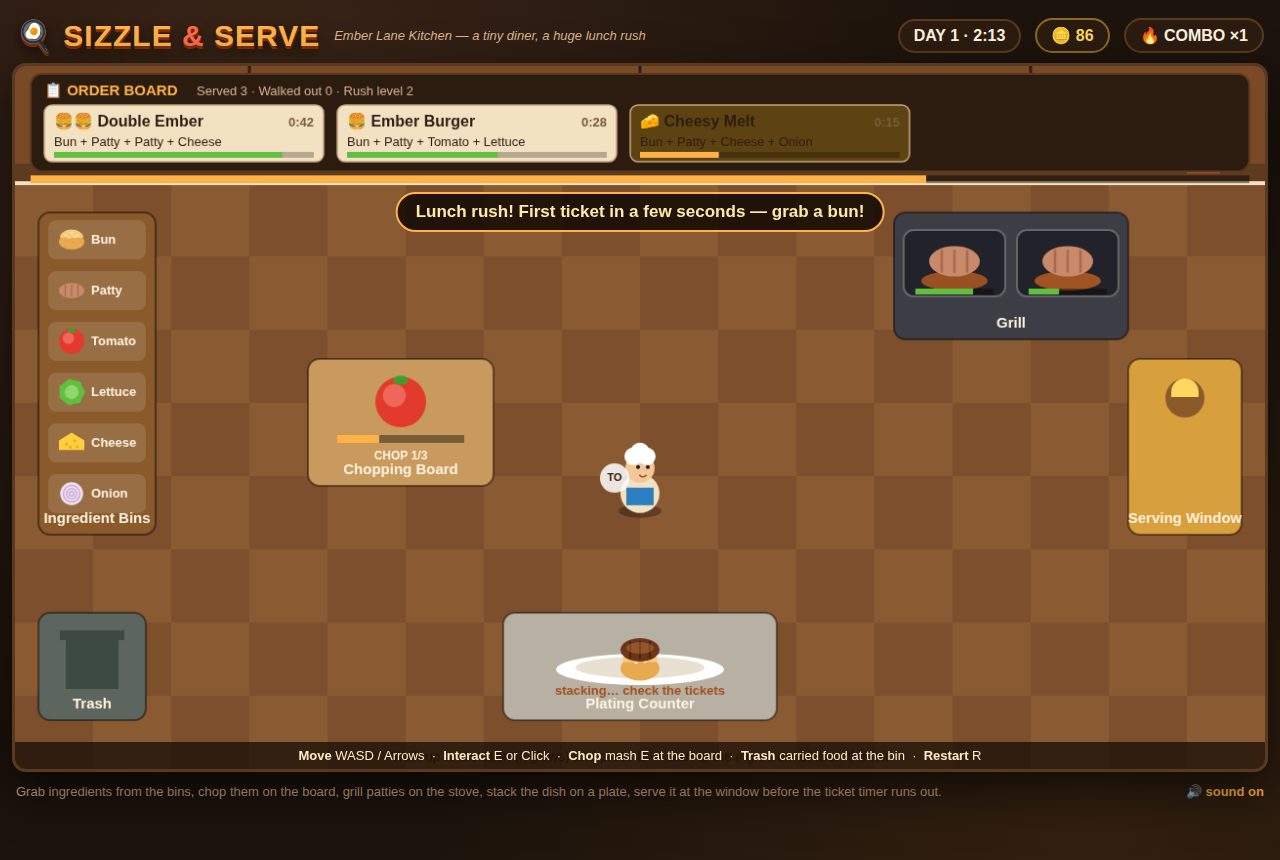 SIZZLE & SERVE
Ember Lane Kitchen — a tiny diner, a huge lunch rush
DAY 1 · 2:13
86
COMBO ×1
ORDER BOARD
Served 3 · Walked out 0 · Rush level 2
Double Ember
0:42
Bun + Patty + Patty + Cheese
Ember Burger
0:28
Bun + Patty + Tomato + Lettuce
Cheesy Melt
0:15
Bun + Patty + Cheese + Onion
Lunch rush! First ticket in a few seconds — grab a bun!
Bun
Patty
Tomato
Lettuce
Cheese
Onion
Ingredient Bins
Grill
CHOP 1/3
Chopping Board
TO
Serving Window
Trash
stacking... check the tickets
Plating Counter
Move WASD / Arrows · Interact E or Click · Chop mash E at the board · Trash carried food at the bin · Restart R
Grab ingredients from the bins, chop them on the board, grill patties on the stove, stack the dish on a plate, serve it at the window before the ticket timer runs out.
sound on